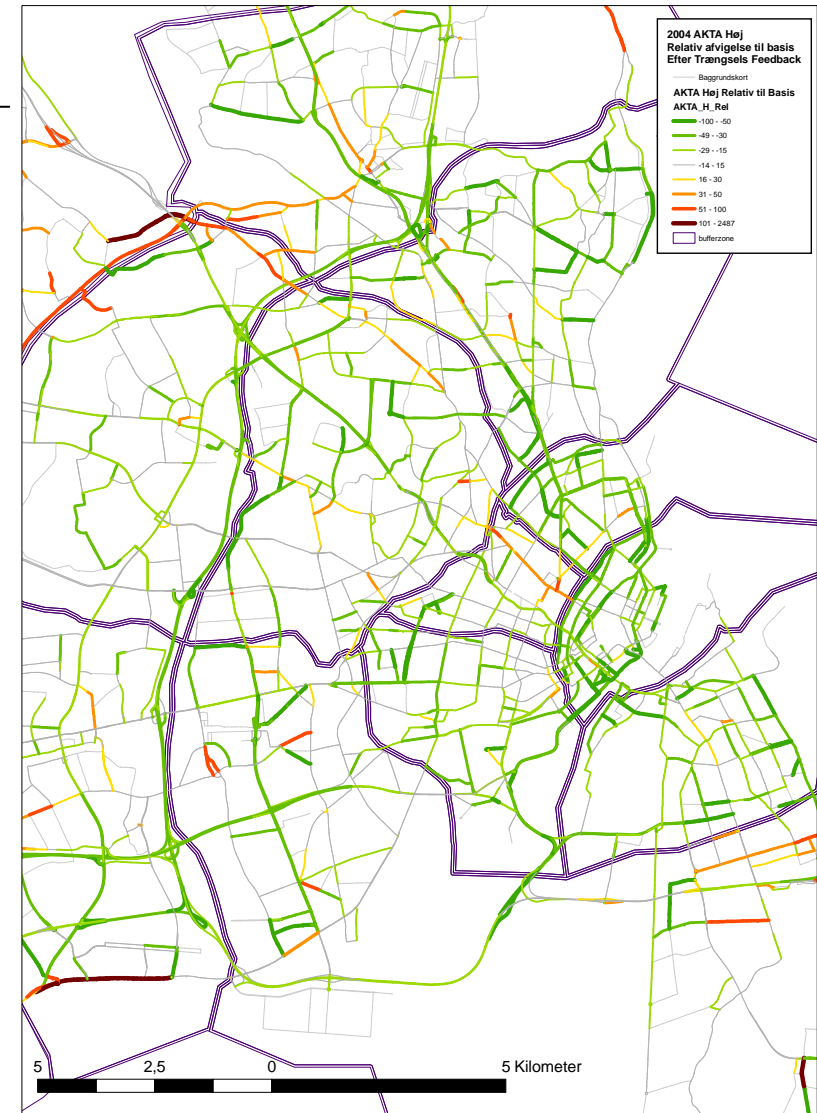 2004 AKTA Høj
Relativ afvigelse til basis
Efter Trængsels Feedback
Baggrundskort
AKTA Høj Relativ til Basis
AKTA_H_Rel
-100 - -50
-49 - -30
-29 - -15
-14 - 15
16 - 30
31 - 50
51 - 100
101 - 2487
bufferzone
5 2,5 0 5 Kilometer